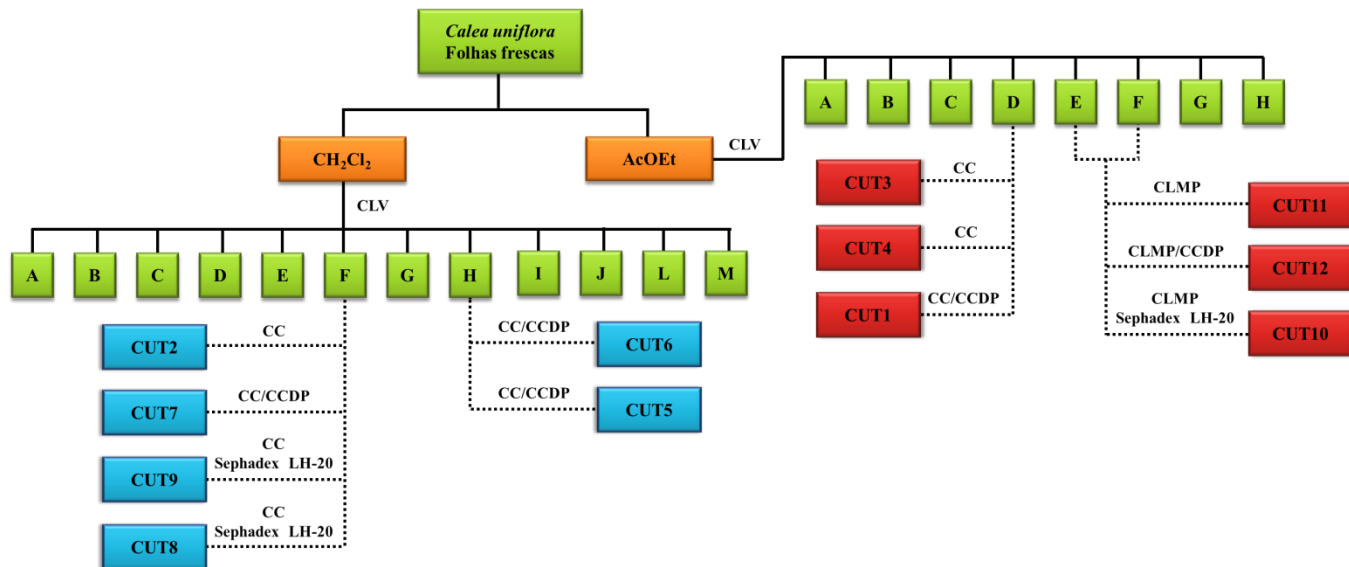 Calea uniflora
Folhas frescas
CH₂Cl₂
AcOEt
CLV
A B C D E F G H
CUT3
CC
CUT4
CC
CUT1
CC/CCDP
CLMP
CUT11
CLMP/CCDP
CUT12
CLMP
Sephadex LH-20
CUT10
CLV
A B C D E F G H I J L M
CUT2
CC
CUT7
CC/CCDP
CUT9
CC
Sephadex LH-20
CUT8
CC
Sephadex LH-20
CC/CCDP
CUT6
CC/CCDP
CUT5